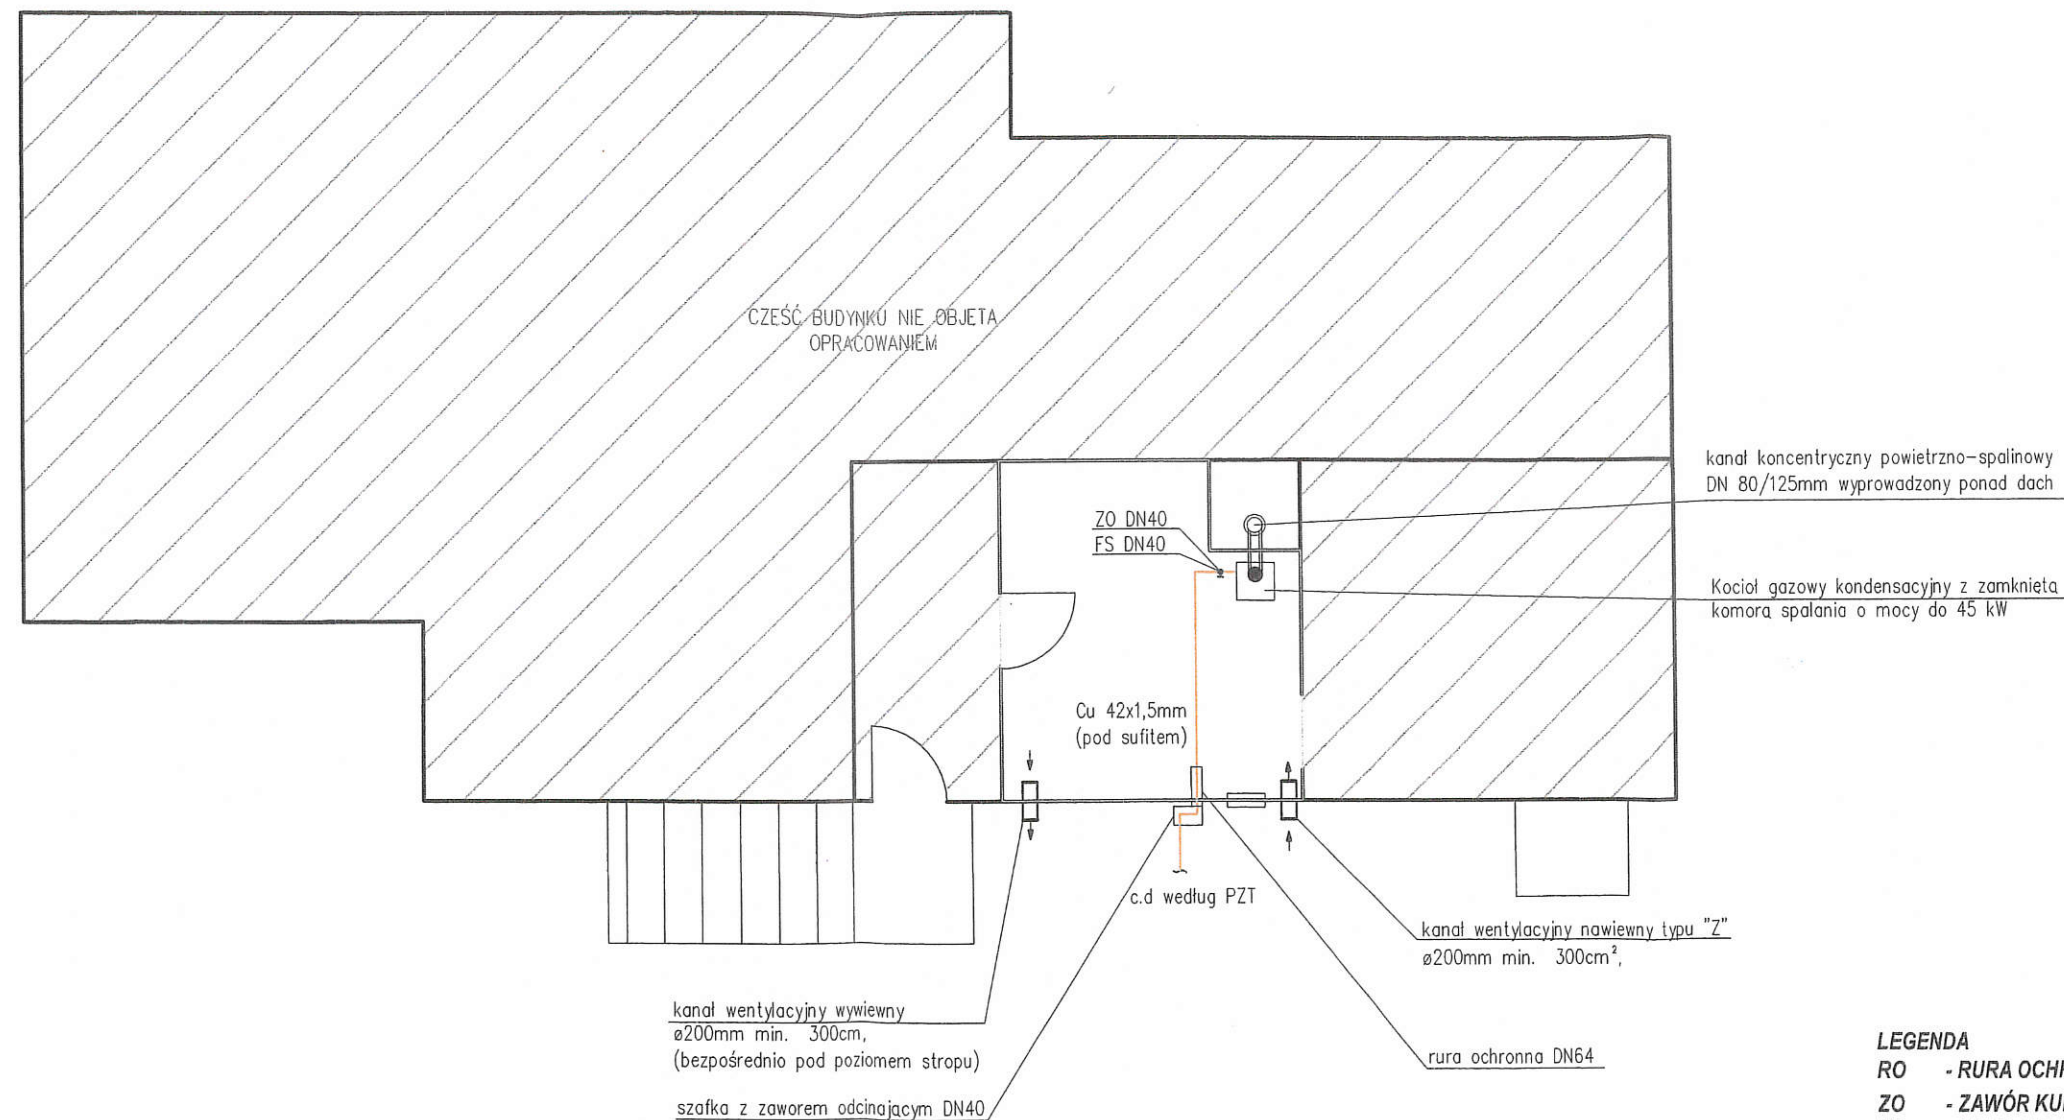 CZEŚĆ BUDYNKU NIE OBJETA
OPRACOWANIEM
kanał koncentryczny powietrzno-spalinowy
DN 80/125mm wyprowadzony ponad dach
ZO DN40
FS DN40
Kocioł gazowy kondensacyjny z zamknięta
komora spalania o mocy do 45 kW
Cu 42x1,5mm
(pod sufitem)
c.d według PZT
kanał wentylacyjny nawiewny typu "Z"
ø200mm min. 300cm²,
kanał wentylacyjny wywiewny
ø200mm min. 300cm,
(bezpośrednio pod poziomem stropu)
rura ochronna DN64
szafka z zaworem odcinającym DN40
LEGENDA
RO - RURA
ZO - ZAWÓR